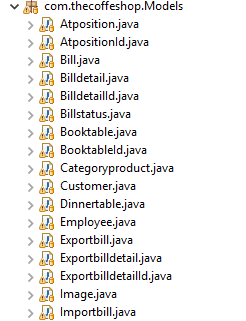 com.thecoffeshop.Models
Atposition.java
AtpositionId.java
Bill.java
Billdetail.java
BilldetailId.java
Billstatus.java
Booktable.java
BooktableId.java
Categoryproduct.java
Customer.java
Dinnertable.java
Employee.java
Exportbill.java
Exportbilldetail.java
ExportbilldetailId.java
Image.java
Importbill.java